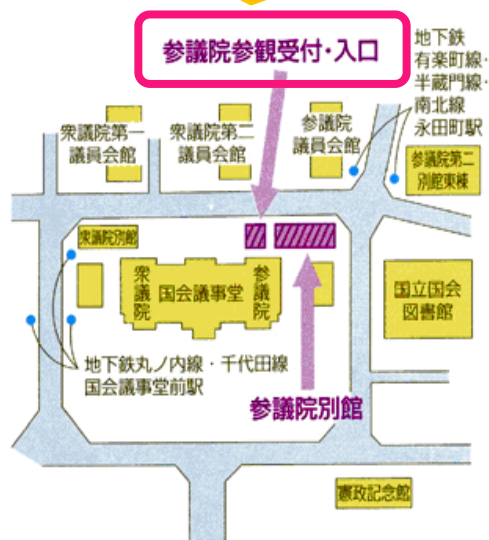 参議院参観受付・入口
地下鉄
有楽町線・
半蔵門線・
南北線
永田町駅
衆議院第一
議員会館
衆議院第二
議員会館
参議院
議員会館
参議院第二
別館東棟
衆議院別館
衆議院
国会議事堂
参議院
国立国会
図書館
地下鉄丸ノ内線・千代田線
国会議事堂前駅
参議院別館
憲政記念館